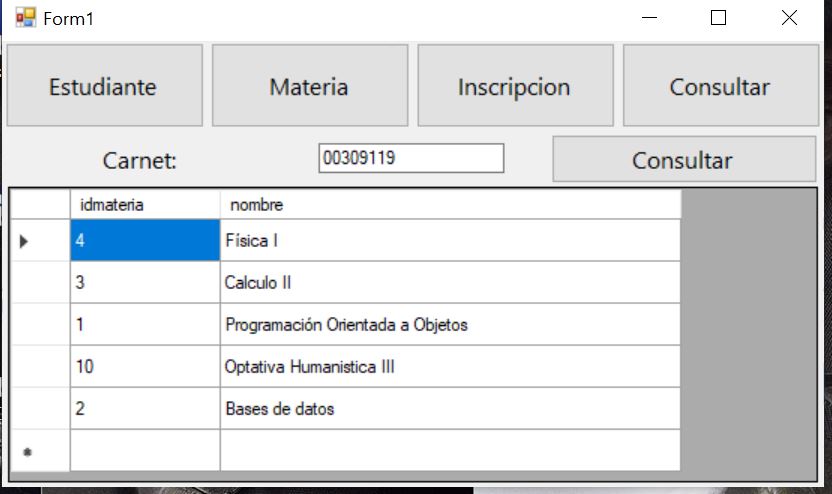 Form1
Estudiante Materia Inscripcion Consultar
Carnet: 00309119 Consultar
idmateria nombre
4 Física I
3 Calculo II
1 Programación Orientada a Objetos
10 Optativa Humanistica III
2 Bases de datos